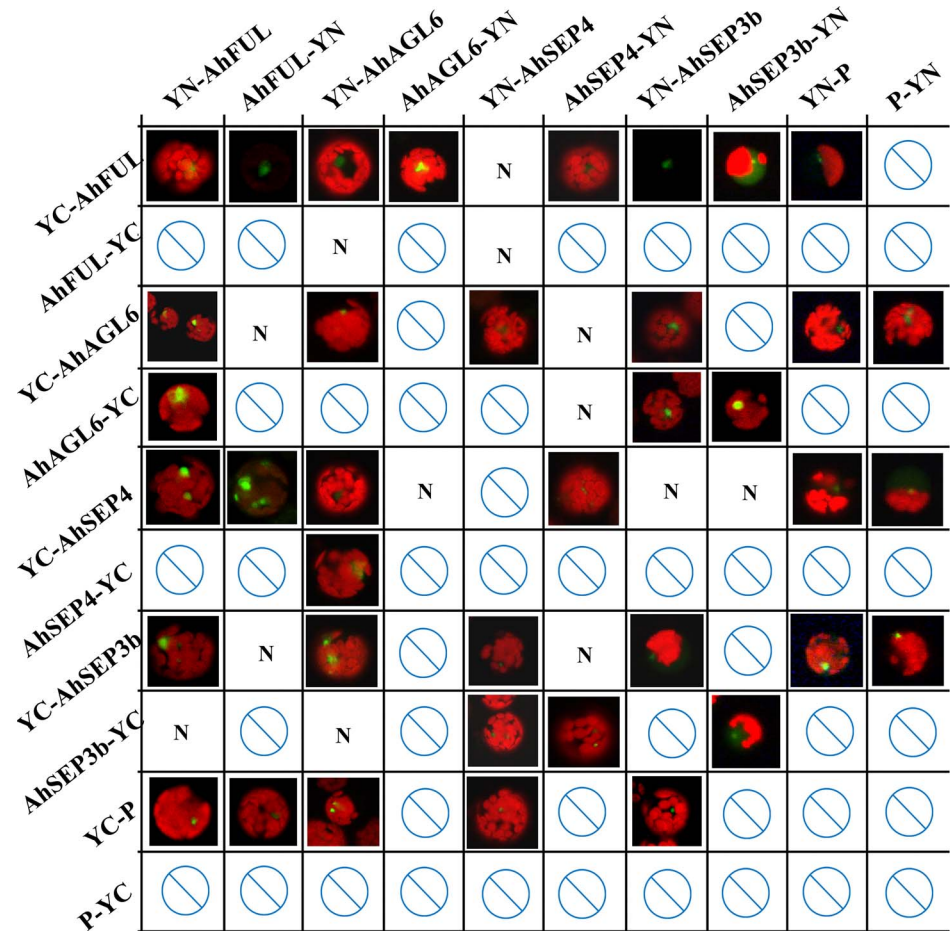 YN-AhFUL
AhFUL-YN
YN-AhAGL6
AhAGL6-YN
YN-AhSEP4
AhSEP4-YN
YN-AhSEP3b
AhSEP3b-YN
YN-P
P-YN
YC-AhFUL
N
AhFUL-YC
N
N
YC-AhAGL6
N
N
AhAGL6-YC
N
YC-AhSEP4
N
N
N
AhSEP4-YC
YC-AhSEP3b
N
N
AhSEP3b-YC
N
N
YC-P
P-YC